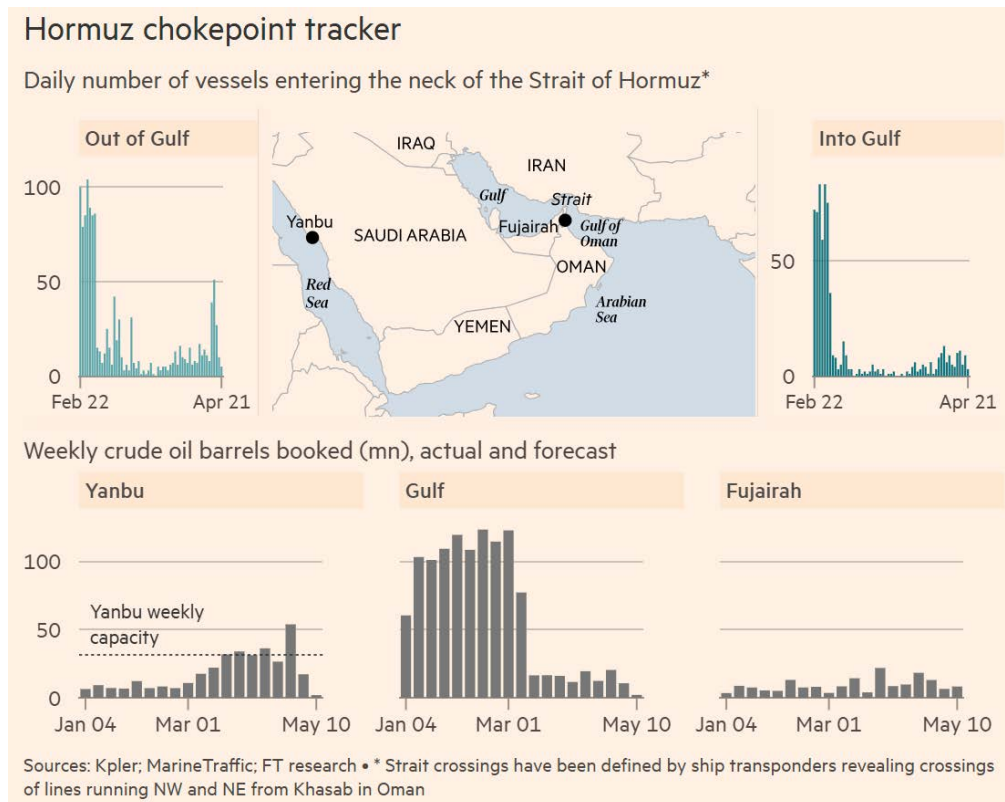 Hormuz chokepoint tracker
Daily number of vessels entering the neck of the Strait of Hormuz*
Out of Gulf
100
50
0
Feb 22
Apr 21
IRAQ
IRAN
Gulf
Strait
Yanbu
Fujairah
SAUDI ARABIA
Gulf of
Oman
OMAN
Red
Sea
Arabian
Sea
YEMEN
Into Gulf
50
0
Feb 22
Apr 21
Weekly crude oil barrels booked (mn), actual and forecast
Yanbu
100
50
0
Yanbu weekly
capacity
Jan 04
Mar 01
May 10
Gulf
Jan 04
Mar 01
May 10
Fujairah
Jan 04
Mar 01
May 10
Sources: Kpler; MarineTraffic; FT research • * Strait crossings have been defined by ship transponders revealing crossings
of lines running NW and NE from Khasab in Oman